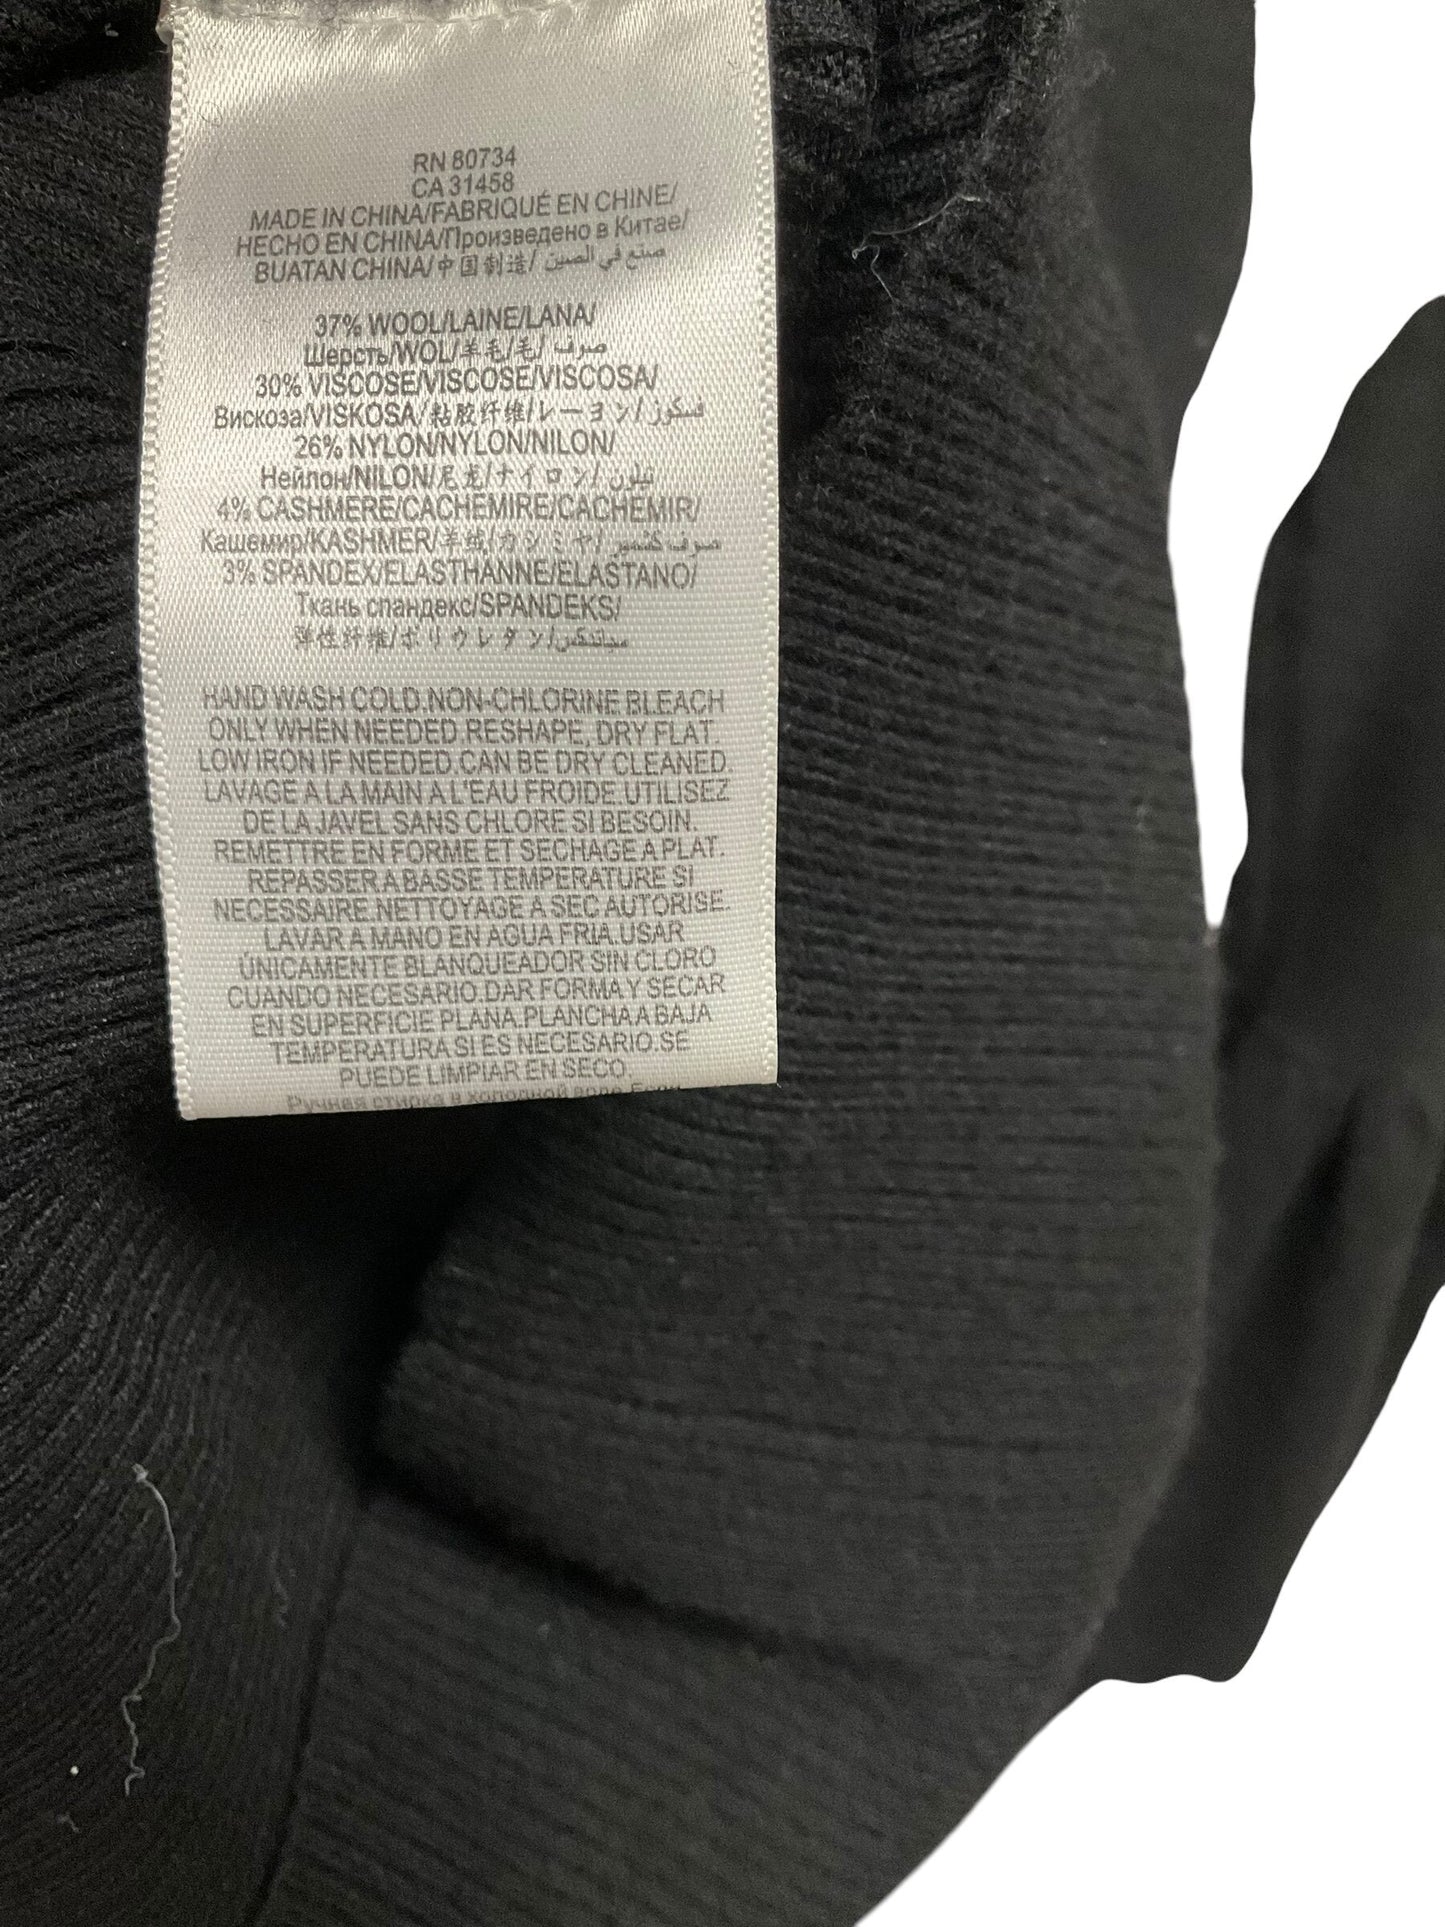 RN 80734
CA 31458
MADE IN CHINA/FABRIQUÉ EN CHINE/
HECHO EN CHINA/Произведено в Китае/
BUATAN CHINA/中国制造/ صنع في الصين
37% WOOL/LAINE/LANA/
Шерсть/WOL/羊毛/毛/ صوف
30% VISCOSE/VISCOSE/VISCOSA/
Вискоза/VISKOSA/粘胶纤维/レーヨン/فسكوز
26% NYLON/NYLON/NILON/
Нейлон/NILON/尼龙/ナイロン/ نيلون
4% CASHMERE/CACHEMIRE/CACHEMIR/
Кашемир/KASHMER/羊绒/カシミヤ/ صوف كشمير
3% SPANDEX/ELASTHANNE/ELASTANO/
Ткань спандекс/SPANDEKS/
弹性纤维/ポリウレタン/
HAND WASH COLD.NON-CHLORINE BLEACH
ONLY WHEN NEEDED.RESHAPE, DRY FLAT.
LOW IRON IF NEEDED.CAN BE DRY CLEANED.
LAVAGE A LA MAIN A L'EAU FROIDE.UTILISEZ
DE LA JAVEL SANS CHLORE SI BESOIN.
REMETTRE EN FORME ET SECHAGE A PLAT.
REPASSER A BASSE TEMPERATURE SI
NECESSAIRE.NETTOYAGE A SEC AUTORISE.
LAVAR A MANO EN AGUA FRIA.USAR
ÚNICAMENTE BLANQUEADOR SIN CLORO
CUANDO NECESARIO.DAR FORMA Y SECAR
EN SUPERFICIE PLANA.PLANCHA A BAJA
TEMPERATURA SI ES NECESARIO.SE
PUEDE LIMPIAR EN SECO.
Ручная стирка в холодной воде.Если